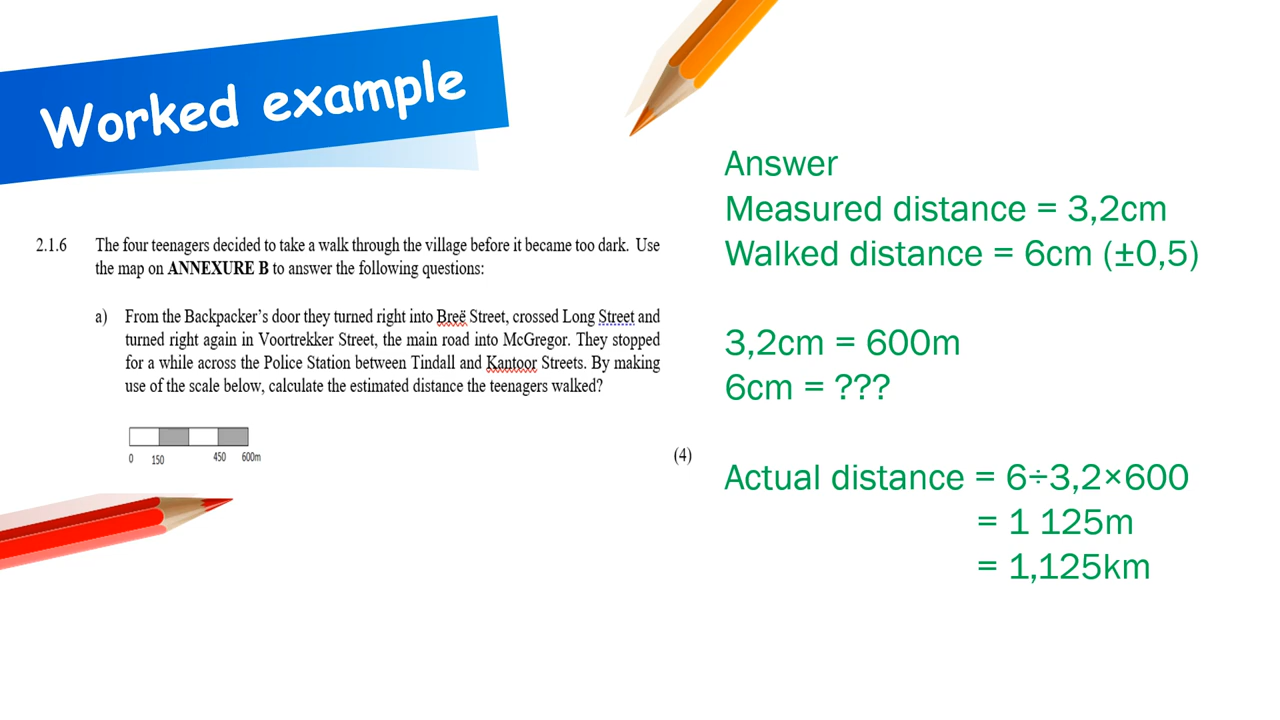 Worked example
2.1.6 The four teenagers decided to take a walk through the village before it became too dark. Use
the map on ANNEXURE B to answer the following questions:
a) From the Backpacker's door they turned right into Breë Street, crossed Long Street and
turned right again in Voortrekker Street, the main road into McGregor. They stopped
for a while across the Police Station between Tindall and Kantoor Streets. By making
use of the scale below, calculate the estimated distance the teenagers walked?
0 150 450 600m
(4)
Answer
Measured distance = 3,2cm
Walked distance = 6cm (±0,5)
3,2cm = 600m
6cm = ???
Actual distance = 6÷3,2×600
= 1 125m
= 1,125km